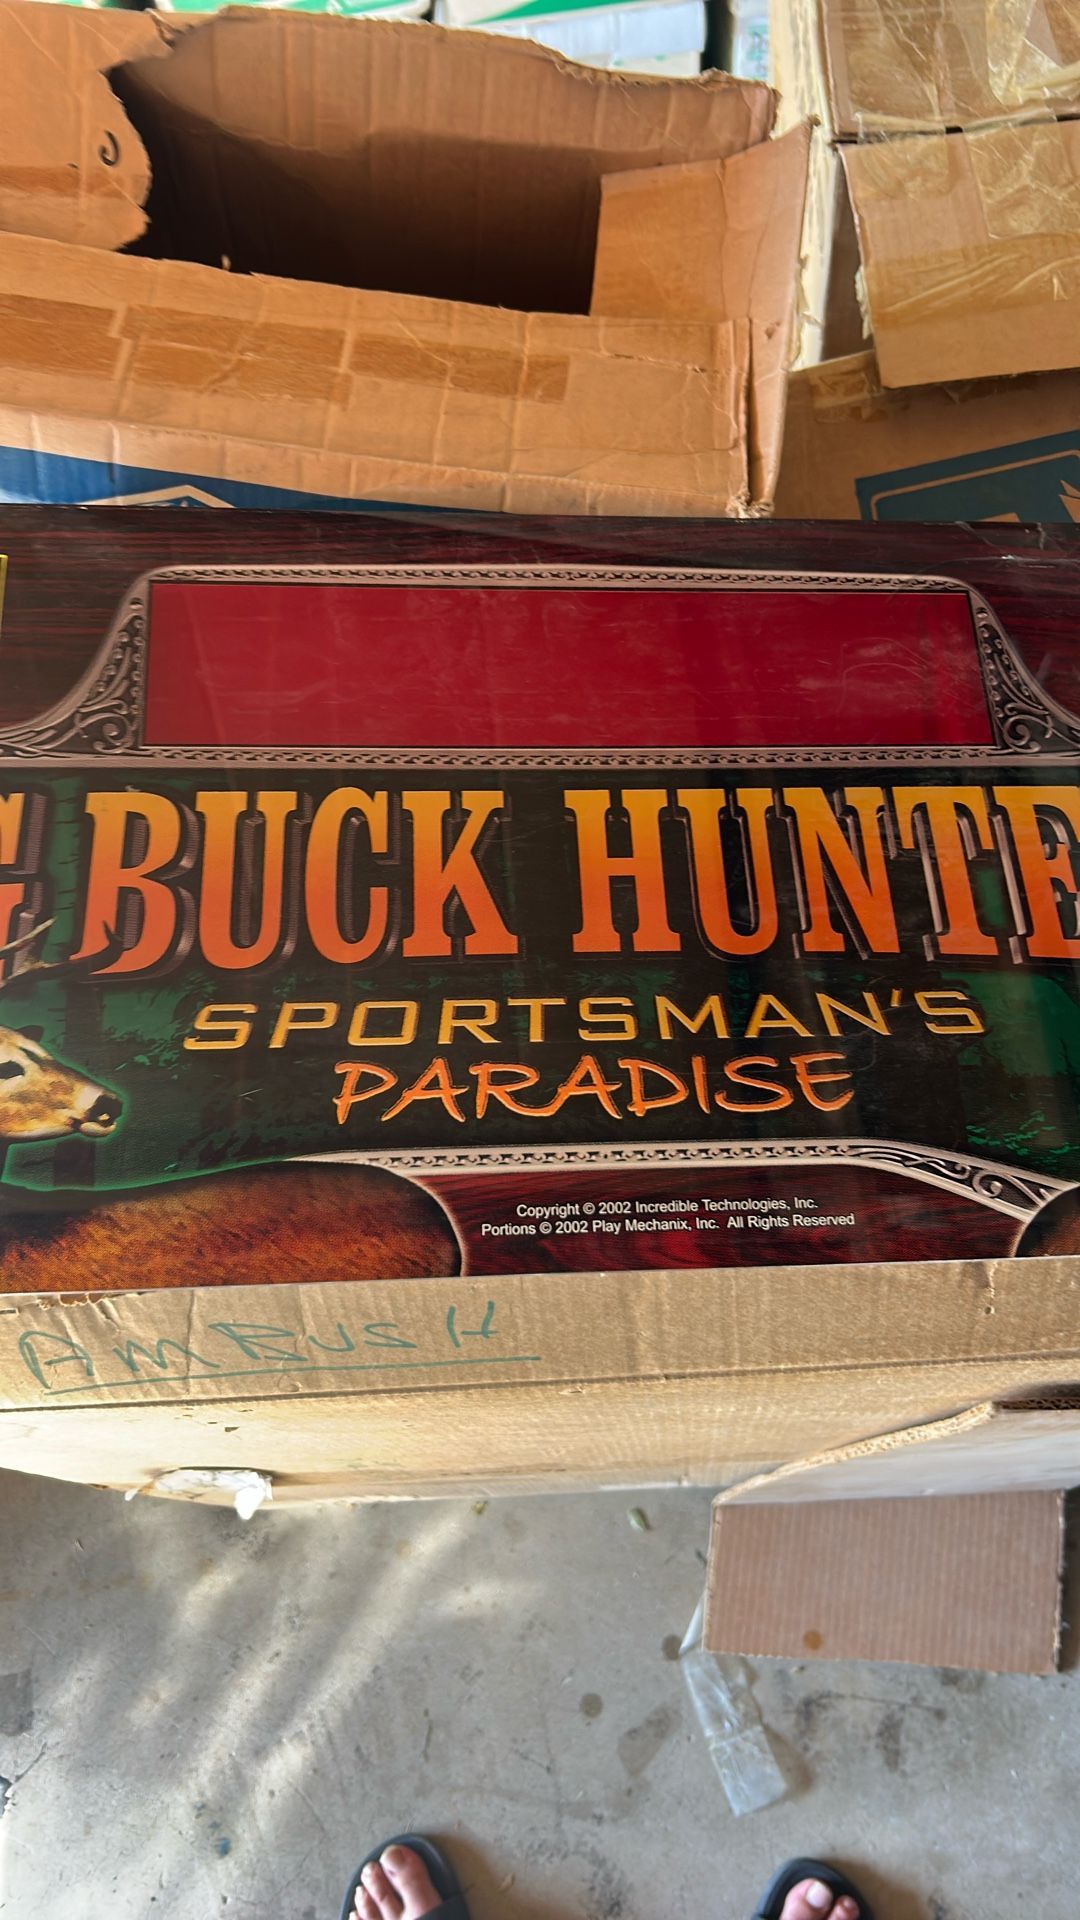 G BUCK HUNTE
SPORTSMAN'S
PARADISE
Copyright © 2002 Incredible Technologies, Inc.
Portions © 2002 Play Mechanix, Inc. All Rights Reserved
AMBUSH